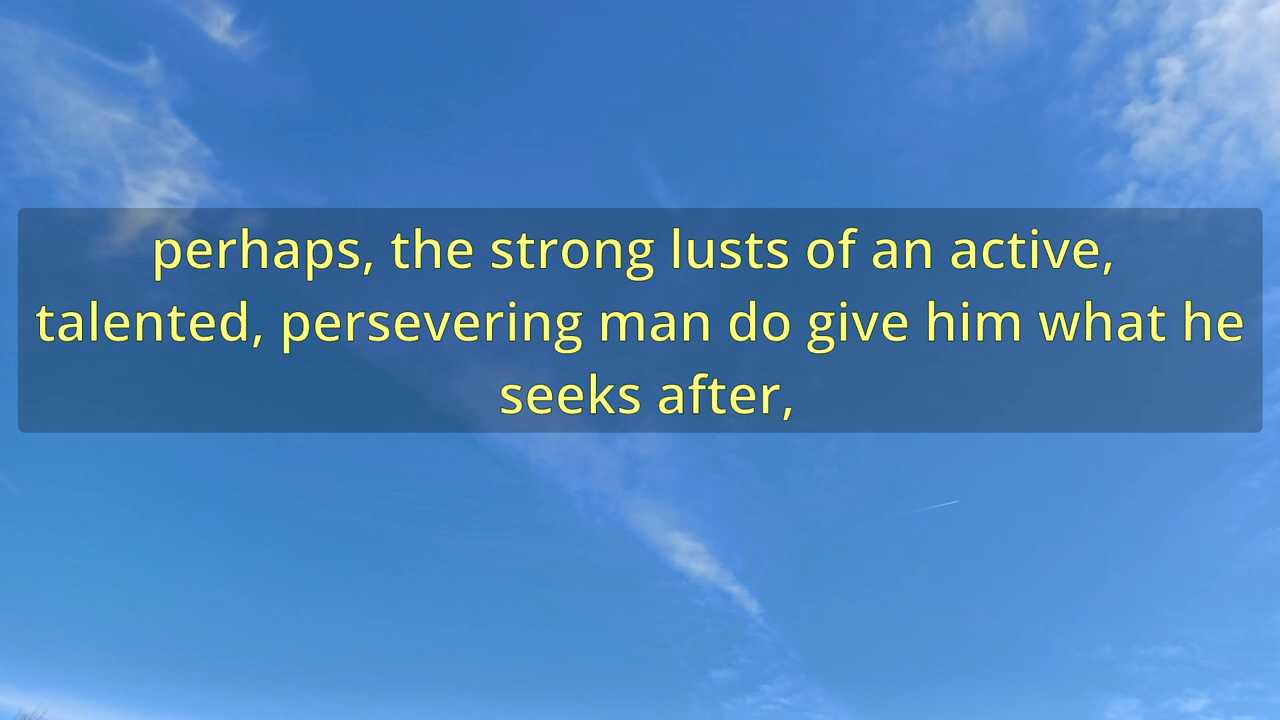 perhaps, the strong lusts of an active,
talented, persevering man do give him what he
seeks after,